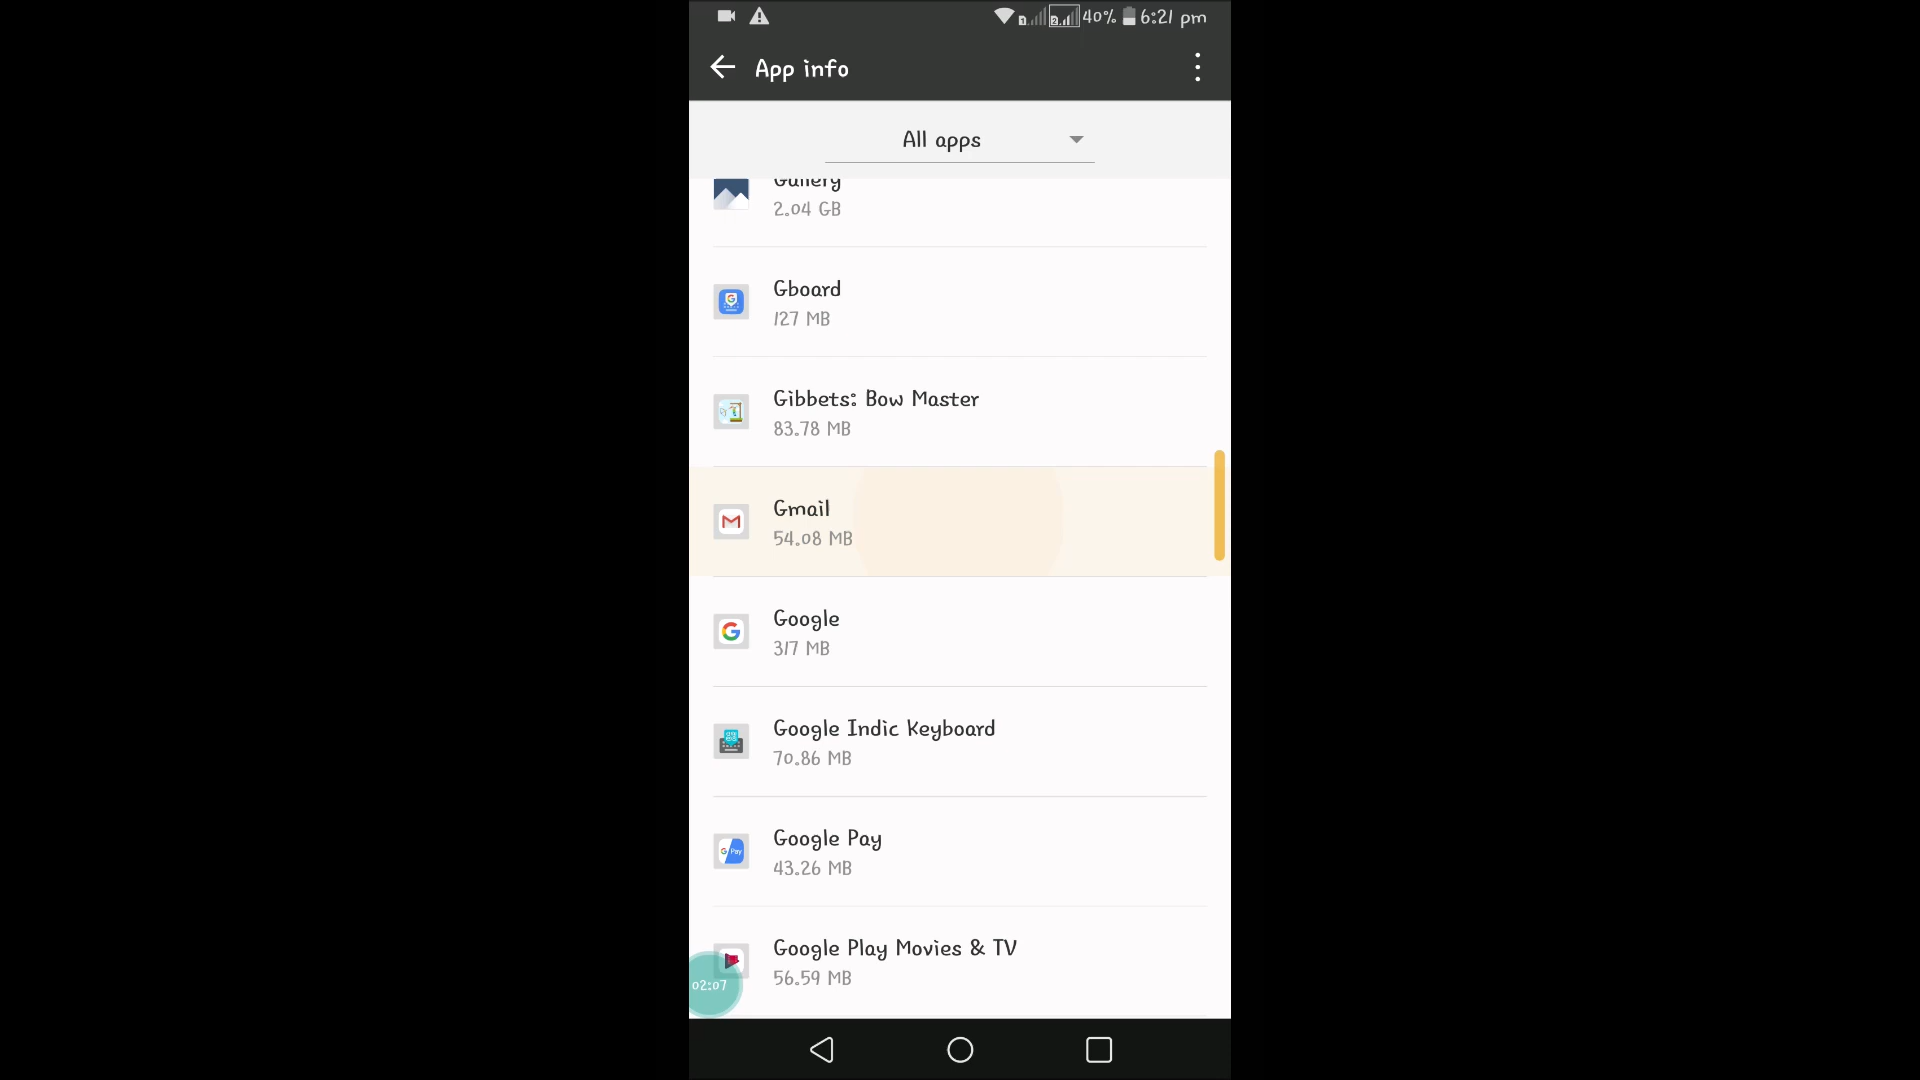 40% 6:21 pm
App info
All apps
Gallery
2.04 GB
Gboard
127 MB
Gibbets: Bow Master
83.78 MB
Gmail
54.08 MB
Google
317 MB
Google Indic Keyboard
70.86 MB
Google Pay
43.26 MB
Google Play Movies & TV
56.59 MB
02:07